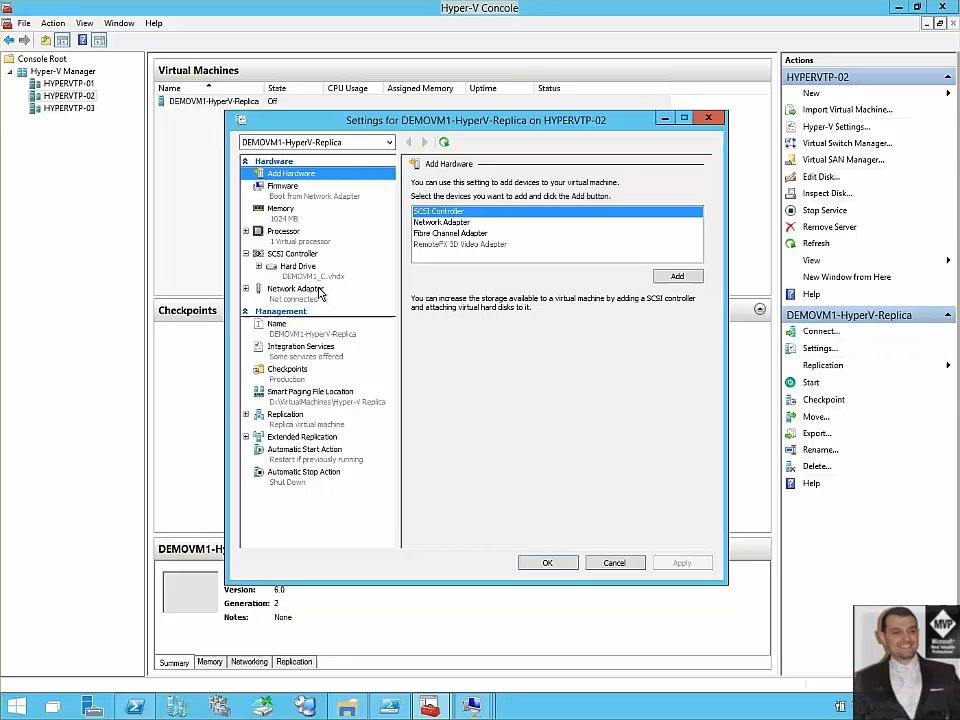 Hyper-V Concole
File Action View Window Help
Console Root
Hyper-V Manager
HYPERVTP-01
HYPERVTP-02
HYPERVTP-03
Virtual Machines
Name State CPU Usage Assigned Memory Uptime Status
DEMOVM1-HyperV-Replica Off
Settings for DEMOVM1-HyperV-Replica on HYPERVTP-02
DEMOVM1-HyperV-Replica
Hardware
Add Hardware
Firmware
Boot from Network Adapter
Memory
1024 MB
Processor
1 Virtual processor
SCSI Controller
Hard Drive
DEMOVM1_C.vhdx
Network Adapter
Not connected
Management
Name
DEMOVM1-HyperV-Replica
Integration Services
Some services offered
Checkpoints
Production
Smart Paging File Location
D:\VirtualMachines\Hyper-V Replica
Replication
Replica virtual machine
Extended Replication
Automatic Start Action
Restart if previously running
Automatic Stop Action
Shut Down
Add Hardware
You can use this setting to add devices to your virtual machine.
Select the devices you want to add and click the Add button.
SCSI Controller
Network Adapter
Fibre Channel Adapter
RemoteFX 3D Video Adapter
Add
You can increase the storage available to a virtual machine by adding a SCSI controller
and attaching virtual hard disks to it.
OK Cancel Apply
Checkpoints
DEMOVM1-Hy
Version: 6.0
Generation: 2
Notes: None
Summary Memory Networking Replication
Actions
HYPERVTP-02
New
Import Virtual Machine...
Hyper-V Settings...
Virtual Switch Manager...
Virtual SAN Manager...
Edit Disk...
Inspect Disk...
Stop Service
Remove Server
Refresh
View
New Window from Here
Help
DEMOVM1-HyperV-Replica
Connect...
Settings...
Replication
Start
Checkpoint
Move...
Export...
Rename...
Delete...
Help
MVP
Microsoft
Most Valuable
Professional